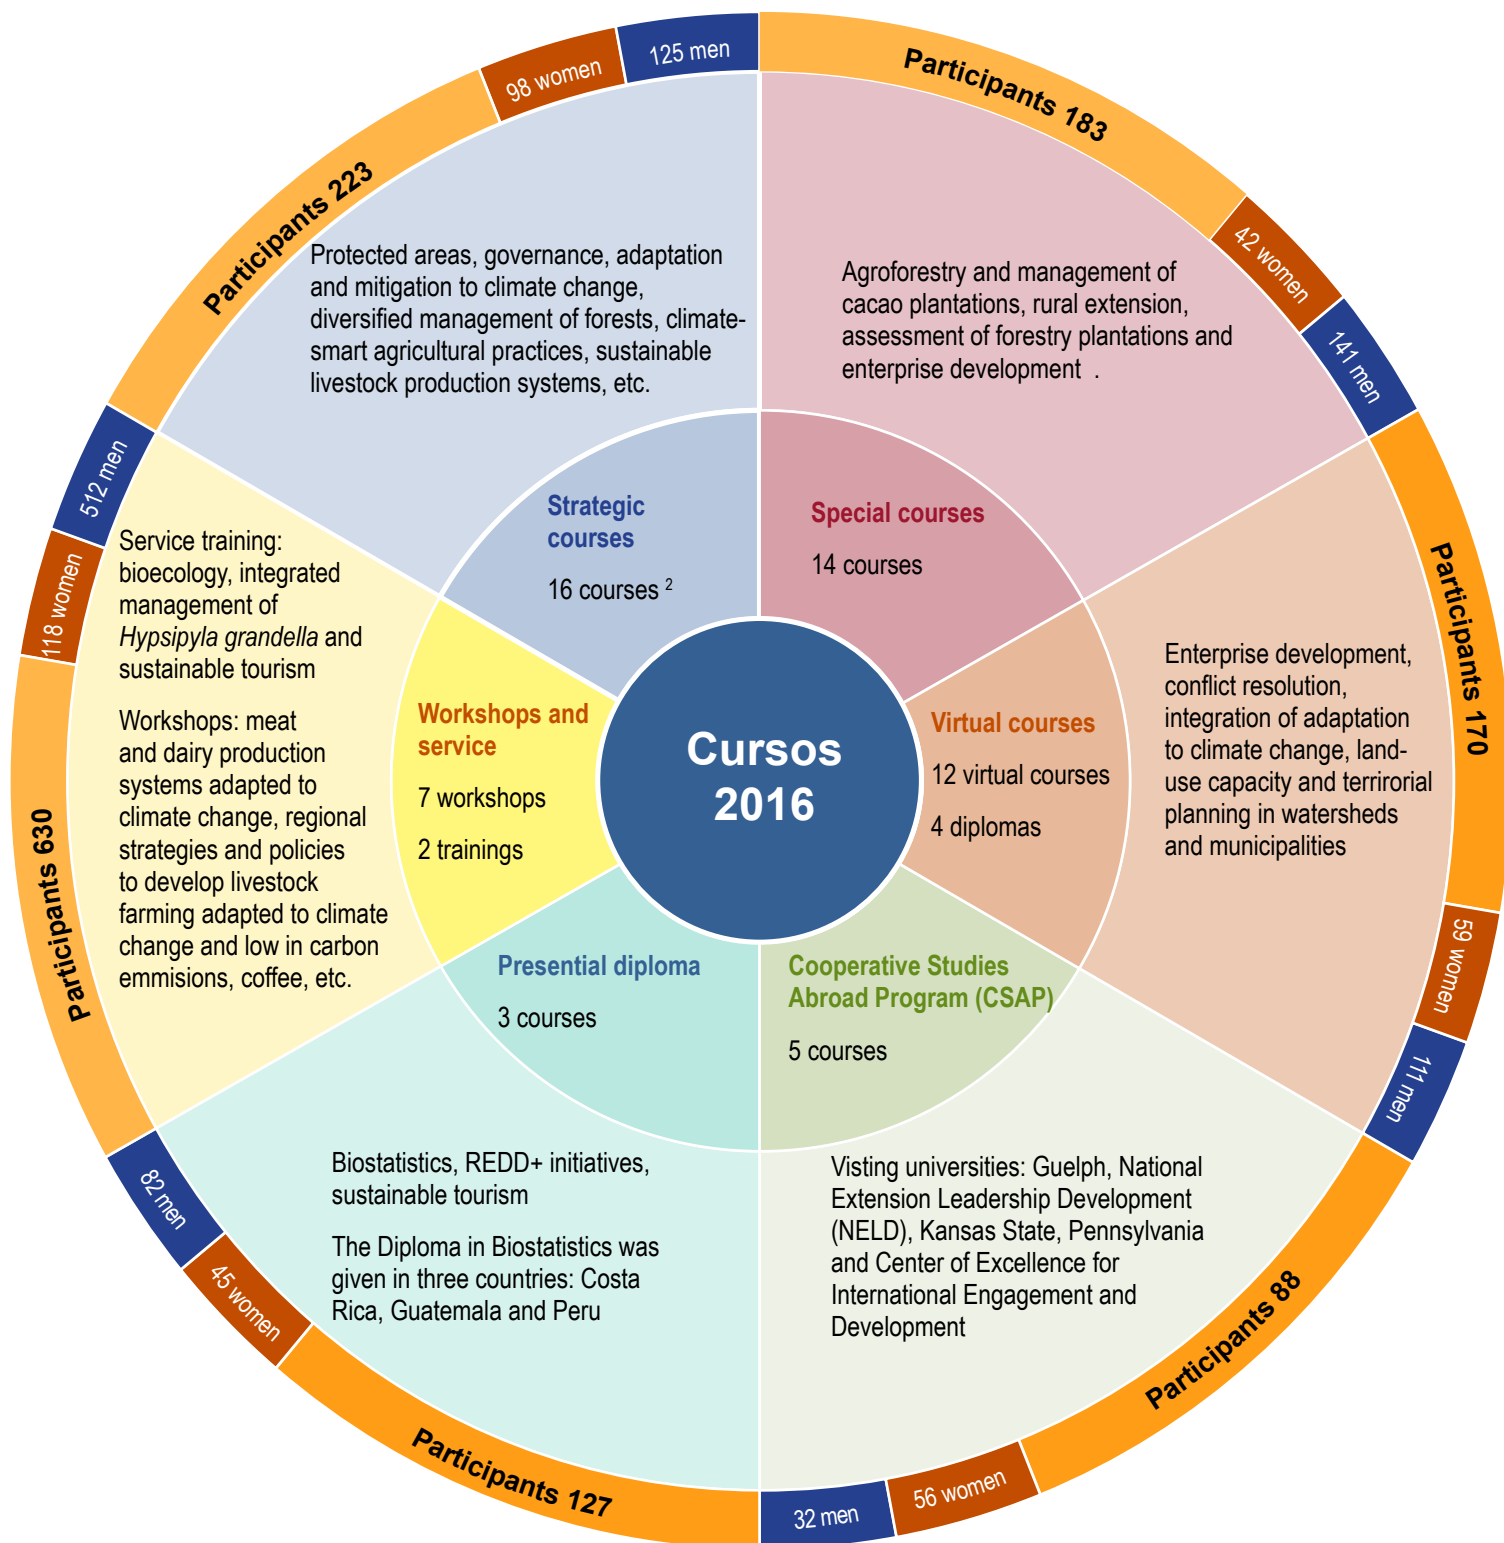 Cursos
2016
Participants 183
42 women
141 men
Agroforestry and management of
cacao plantations, rural extension,
assessment of forestry plantations and
enterprise development .
Special courses
14 courses
Participants 170
59 women
111 men
Enterprise development,
conflict resolution,
integration of adaptation
to climate change, land-
use capacity and terrirorial
planning in watersheds
and municipalities
Virtual courses
12 virtual courses
4 diplomas
Participants 88
56 women
32 men
Cooperative Studies
Abroad Program (CSAP)
5 courses
Visting universities: Guelph, National
Extension Leadership Development
(NELD), Kansas State, Pennsylvania
and Center of Excellence for
International Engagement and
Development
Participants 127
45 women
82 men
Presential diploma
3 courses
Biostatistics, REDD+ initiatives,
sustainable tourism
The Diploma in Biostatistics was
given in three countries: Costa
Rica, Guatemala and Peru
Participants 630
118 women
512 men
Workshops and
service
7 workshops
2 trainings
Service training:
bioecology, integrated
management of
Hypsipyla grandella and
sustainable tourism
Workshops: meat
and dairy production
systems adapted to
climate change, regional
strategies and policies
to develop livestock
farming adapted to climate
change and low in carbon
emmisions, coffee, etc.
Participants 223
98 women
125 men
Protected areas, governance, adaptation
and mitigation to climate change,
diversified management of forests, climate-
smart agricultural practices, sustainable
livestock production systems, etc.
Strategic
courses
16 courses 2